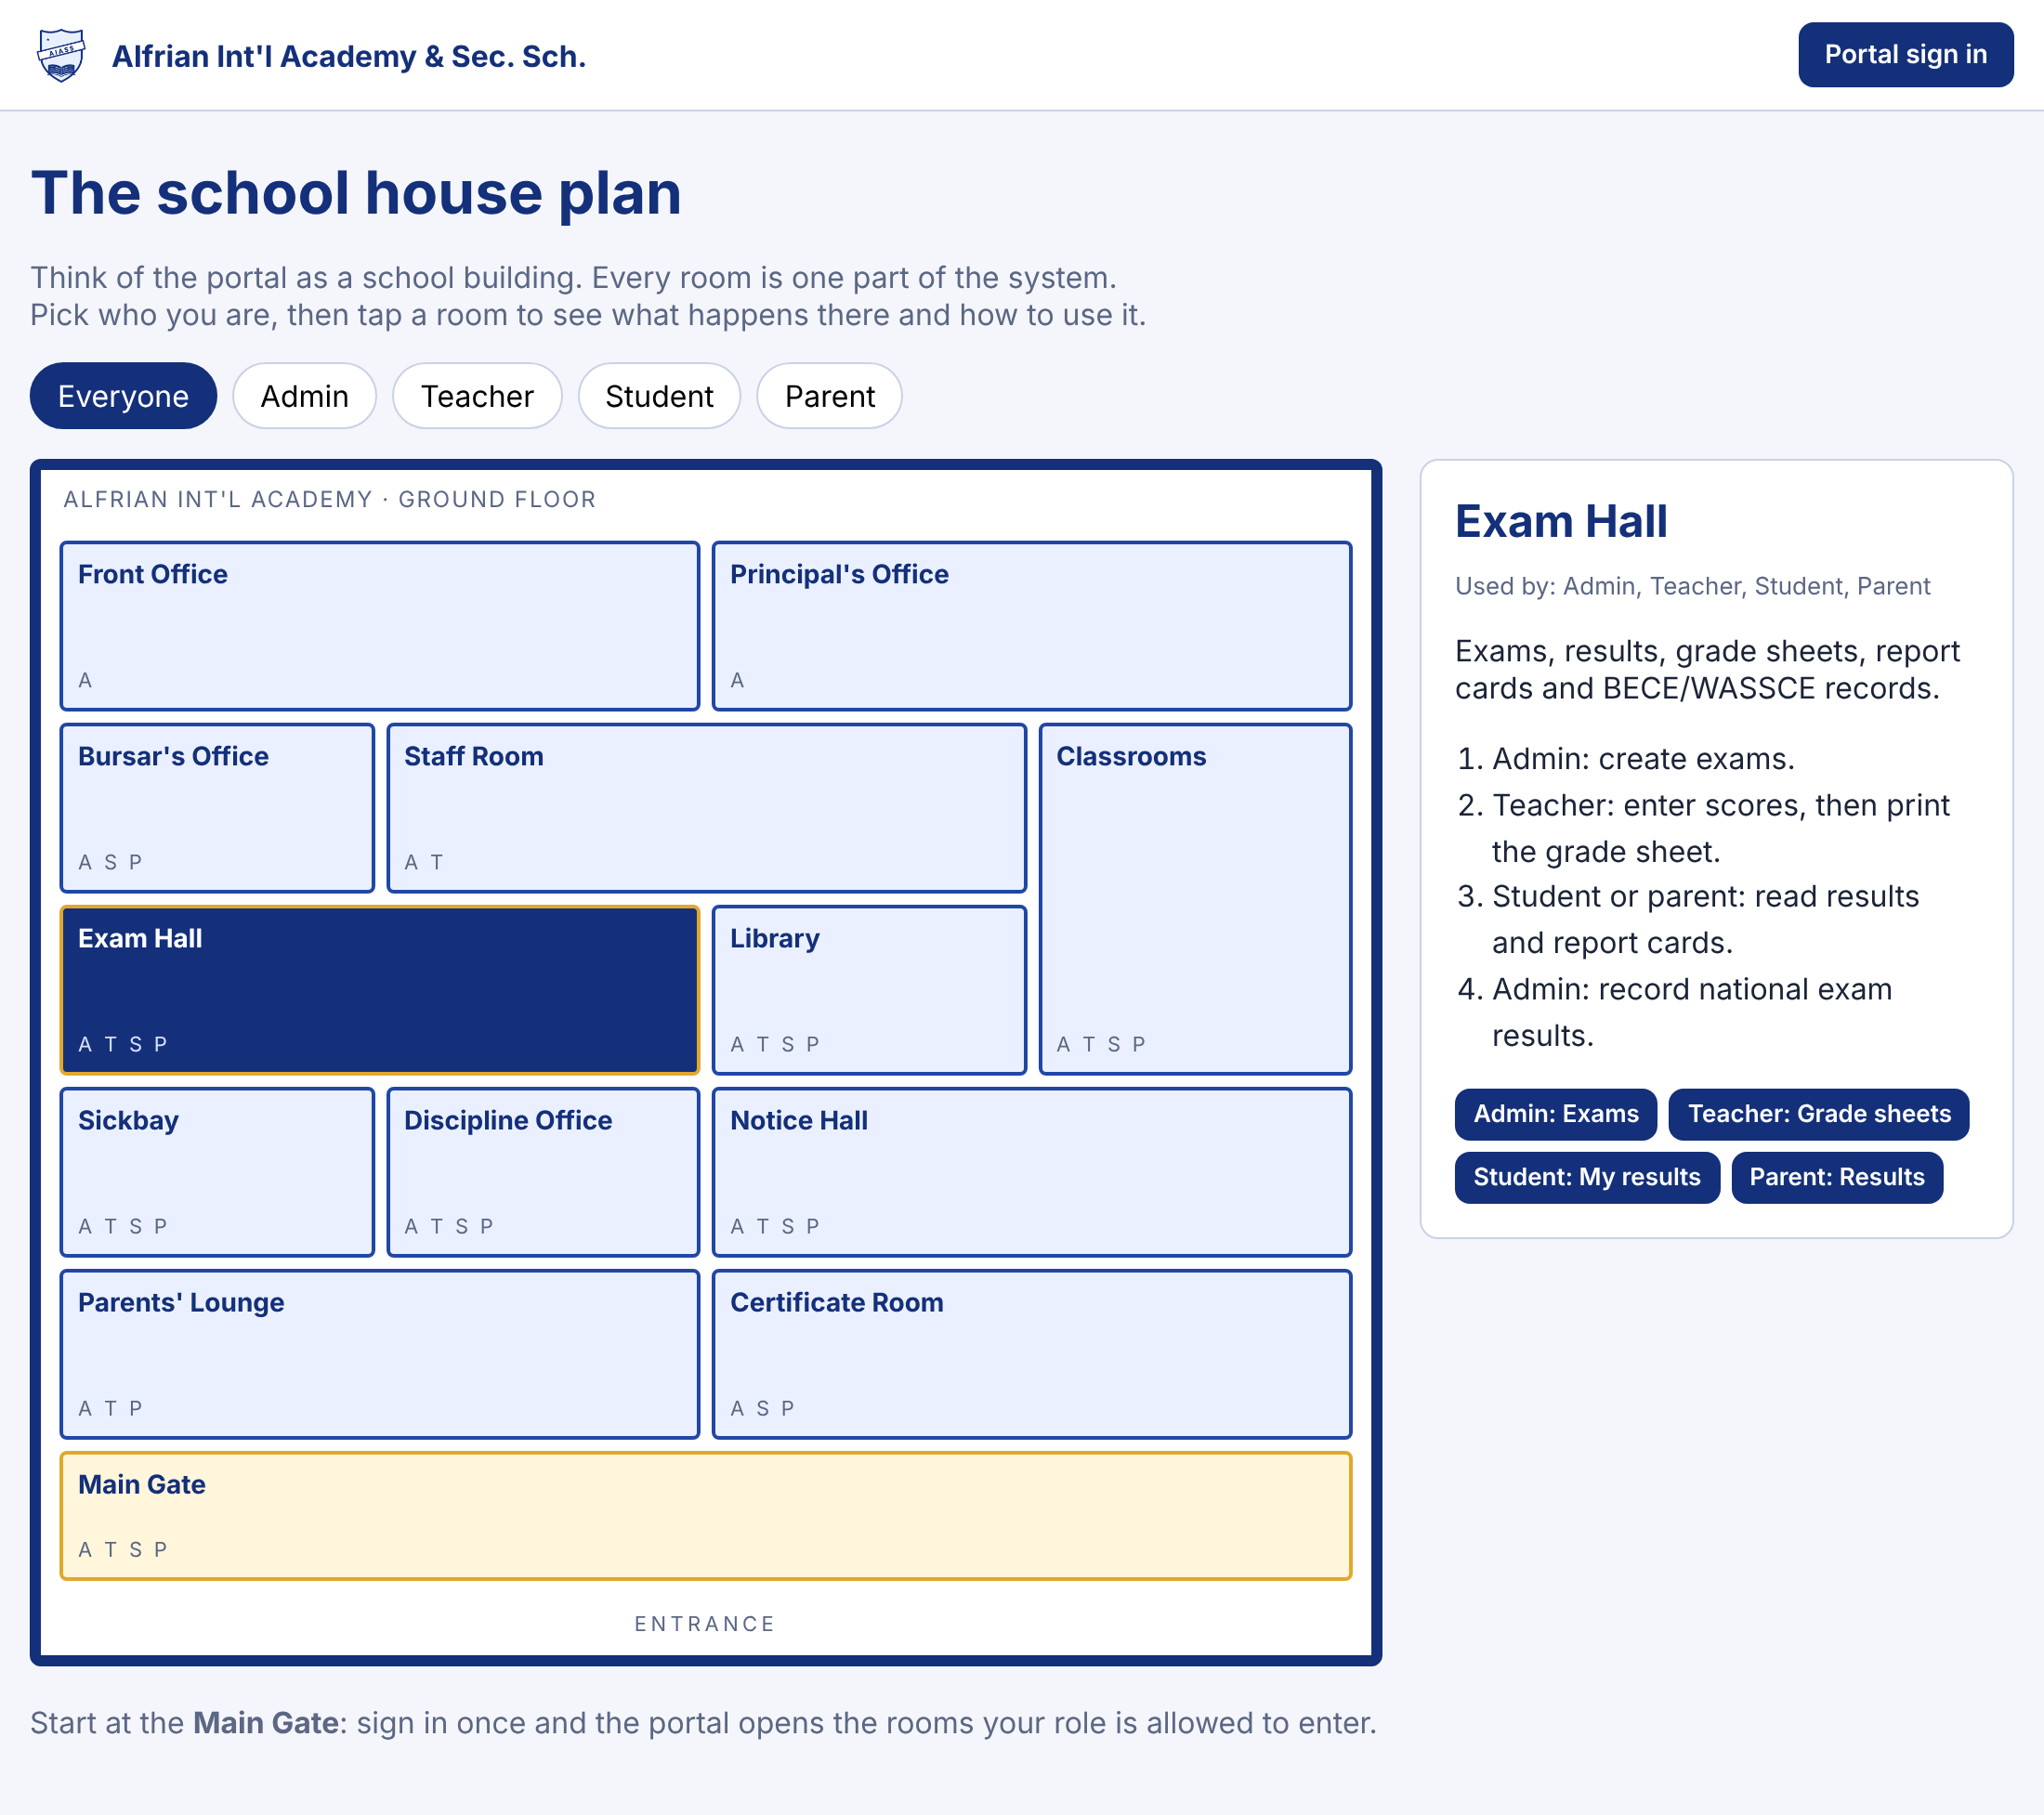 AIASS
Alfrian Int'l Academy & Sec. Sch.
Portal sign in
The school house plan
Think of the portal as a school building. Every room is one part of the system.
Pick who you are, then tap a room to see what happens there and how to use it.
Everyone
Admin
Teacher
Student
Parent
ALFRIAN INT'L ACADEMY · GROUND FLOOR
Front Office
A
Principal's Office
A
Bursar's Office
A S P
Staff Room
A T
Classrooms
A T S P
Exam Hall
A T S P
Library
A T S P
Sickbay
A T S P
Discipline Office
A T S P
Notice Hall
A T S P
Parents' Lounge
A T P
Certificate Room
A S P
Main Gate
A T S P
ENTRANCE
Exam Hall
Used by: Admin, Teacher, Student, Parent
Exams, results, grade sheets, report
cards and BECE/WASSCE records.
1. Admin: create exams.
2. Teacher: enter scores, then print
the grade sheet.
3. Student or parent: read results
and report cards.
4. Admin: record national exam
results.
Admin: Exams
Teacher: Grade sheets
Student: My results
Parent: Results
Start at the Main Gate: sign in once and the portal opens the rooms your role is allowed to enter.